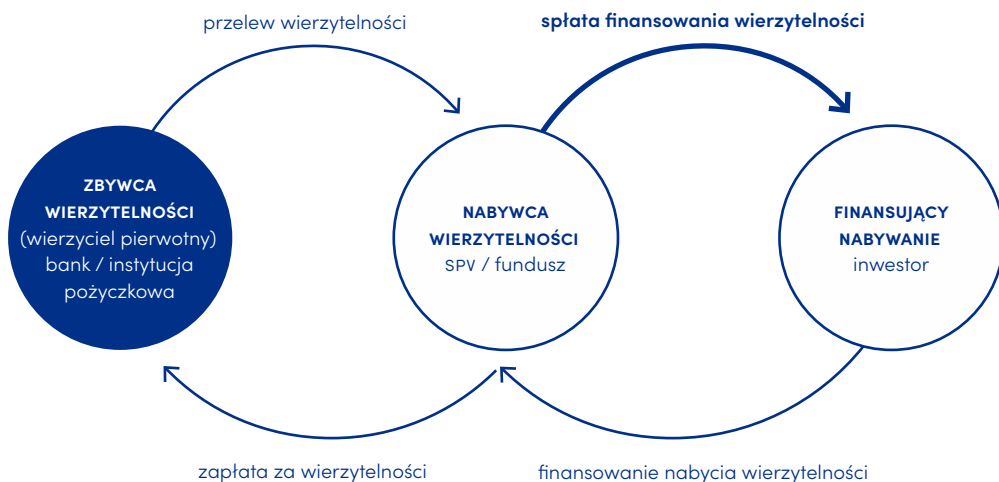 przelew wierzytelności
spłata finansowania wierzytelności
ZBYWCA
WIERZYTELNOŚCI
(wierzyciel pierwotny)
bank / instytucja
pożyczkowa
NABYWCA
WIERZYTELNOŚCI
SPV / fundusz
FINANSUJĄCY
NABYWANIE
inwestor
zapłata za wierzytelności
finansowanie nabycia wierzytelności